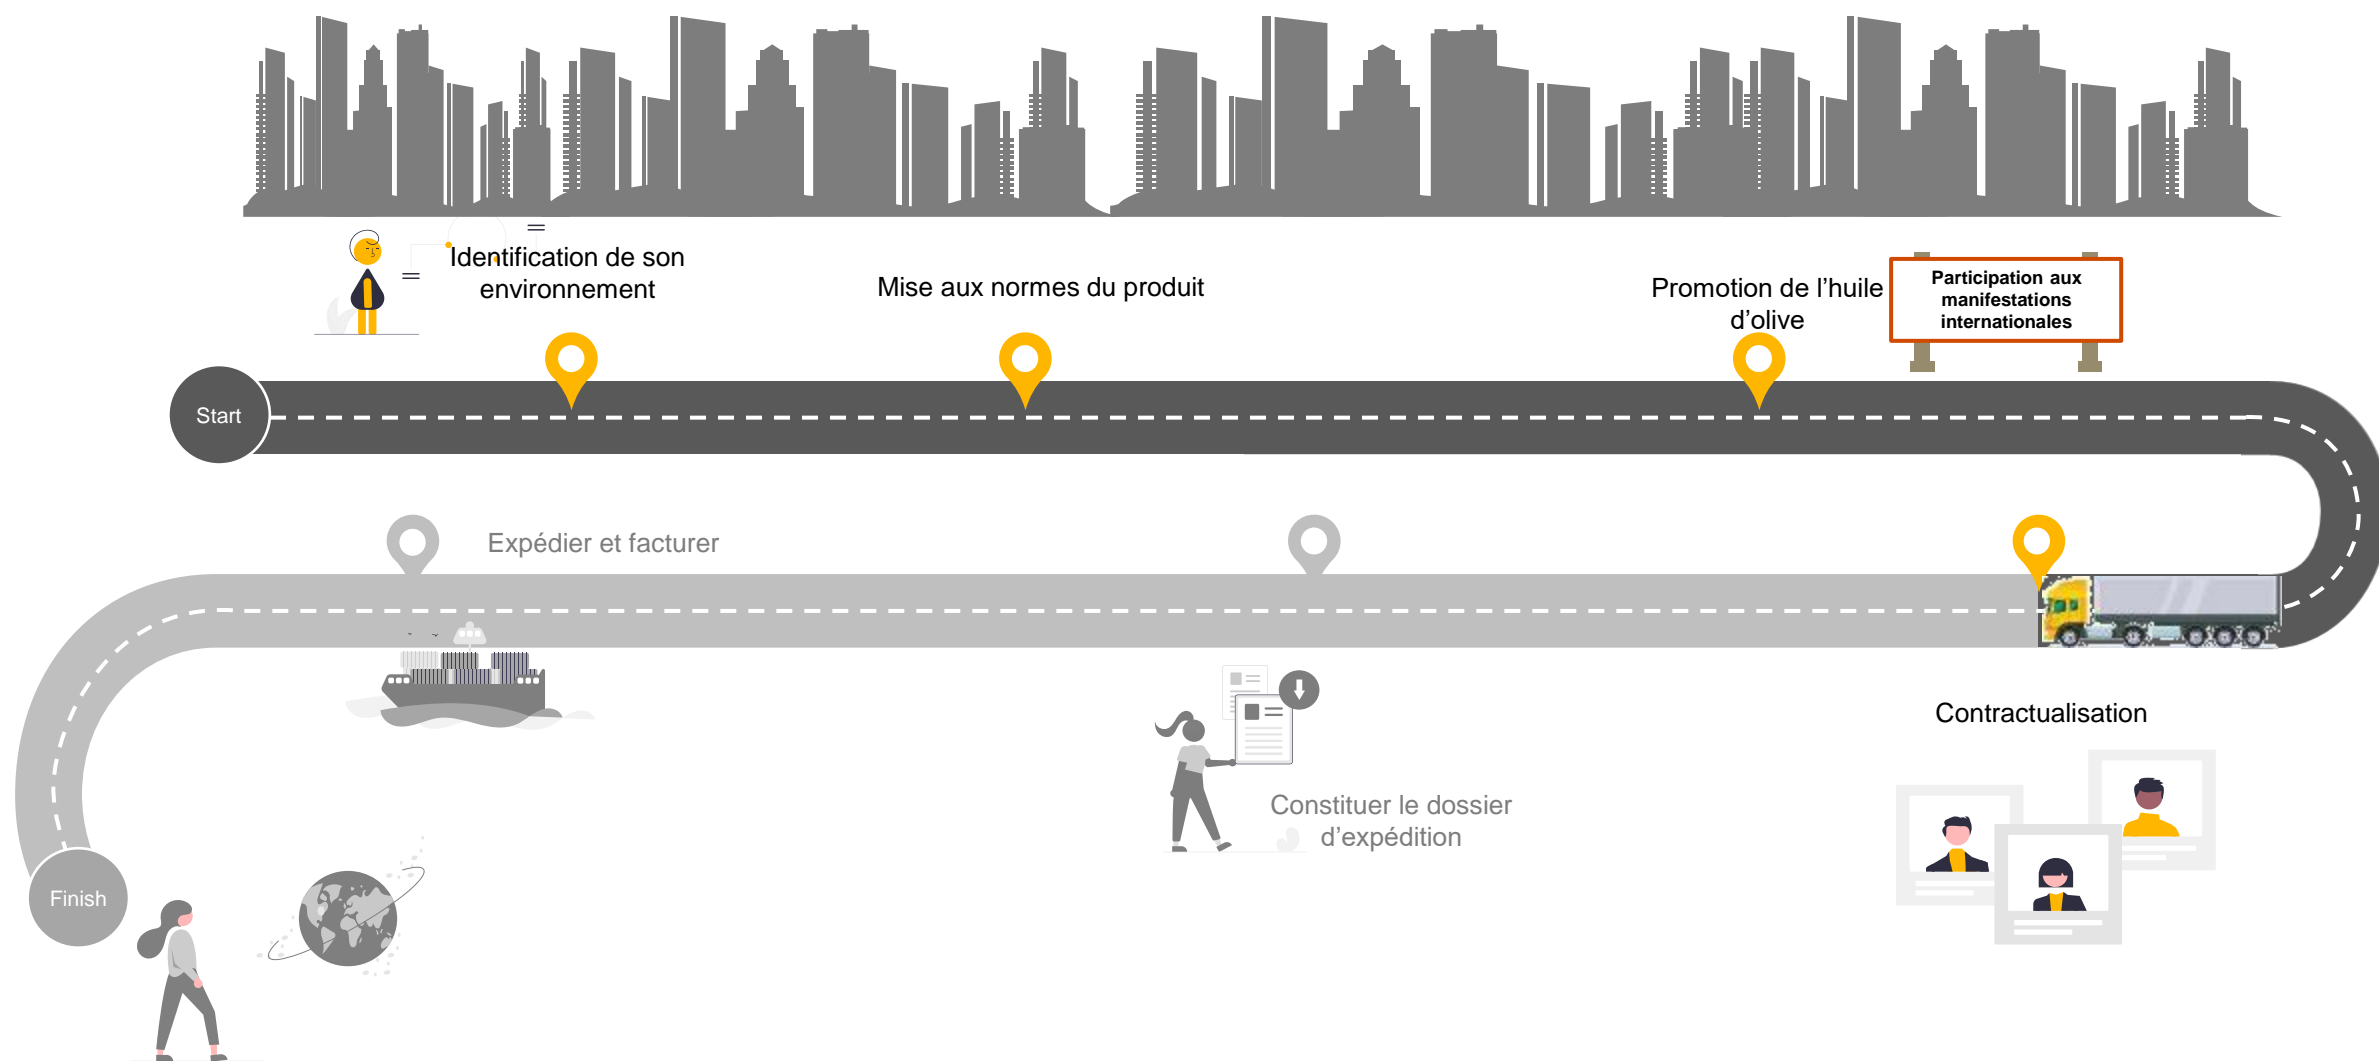 Identification de son
environnement
Mise aux normes du produit
Promotion de l’huile
d’olive
Participation aux
manifestations
internationales
Start
Expédier et facturer
Contractualisation
Constituer le dossier
d’expédition
Finish